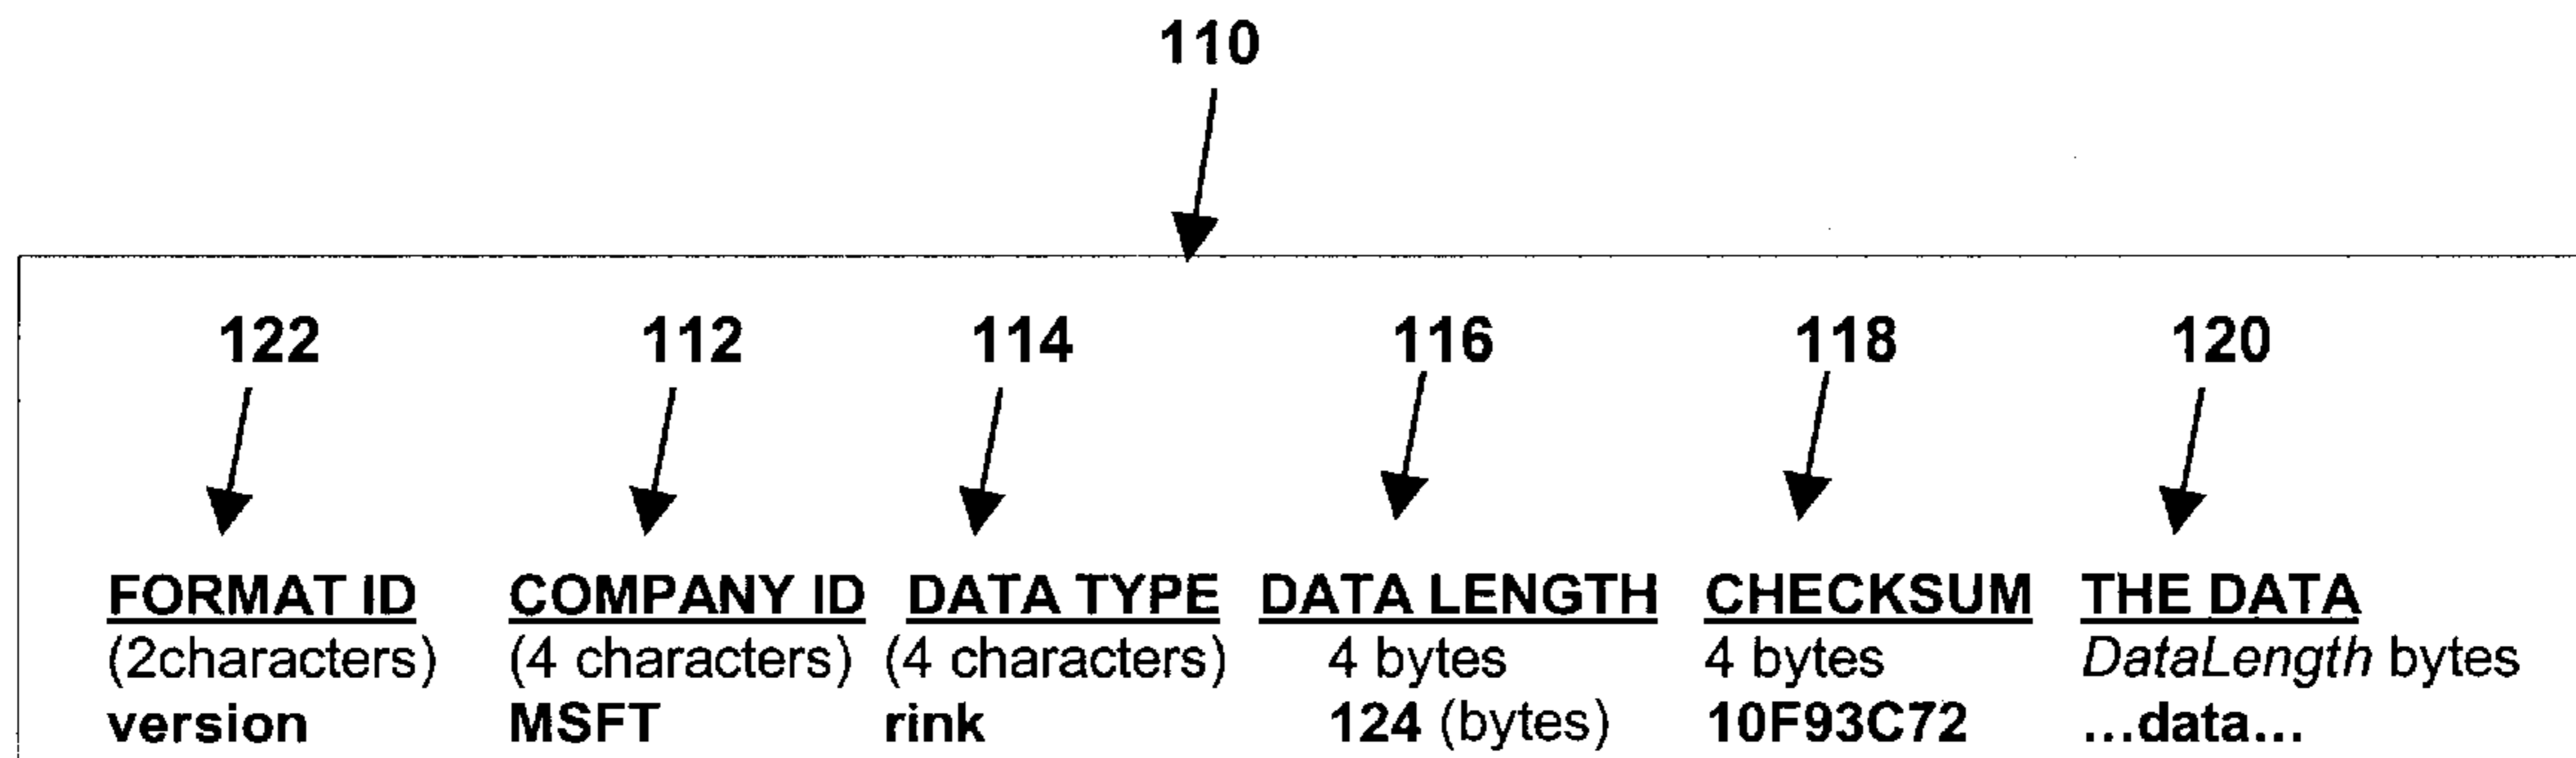 110
122 112 114 116 118 120
FORMAT ID COMPANY ID DATA TYPE DATA LENGTH CHECKSUM THE DATA
(2characters) (4 characters) (4 characters) 4 bytes 4 bytes DataLength bytes
version MSFT rink 124 (bytes) 10F93C72 ...data...